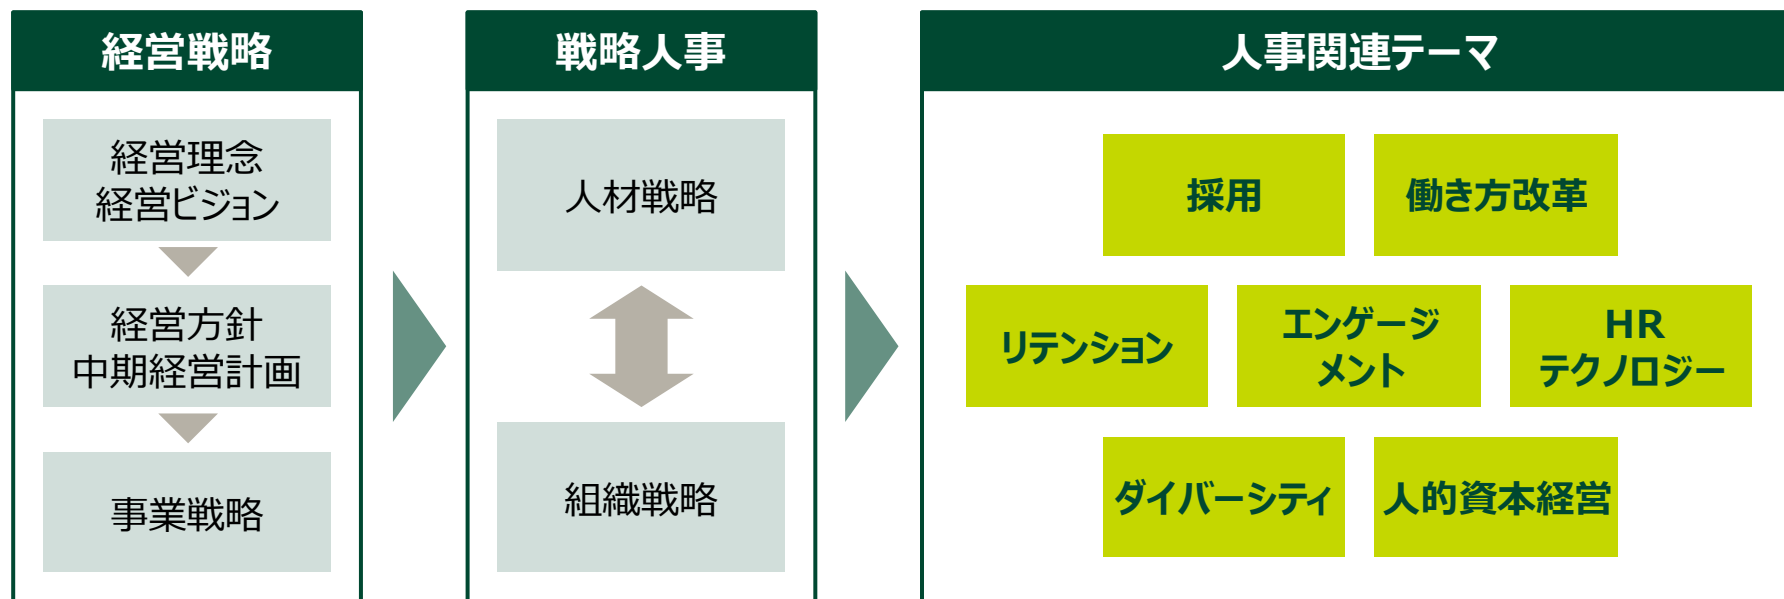 経営戦略
経営理念
経営ビジョン
経営方針
中期経営計画
事業戦略
戦略人事
人材戦略
組織戦略
人事関連テーマ
採用
働き方改革
リテンション
エンゲージ
メント
HR
テクノロジー
ダイバーシティ
人的資本経営